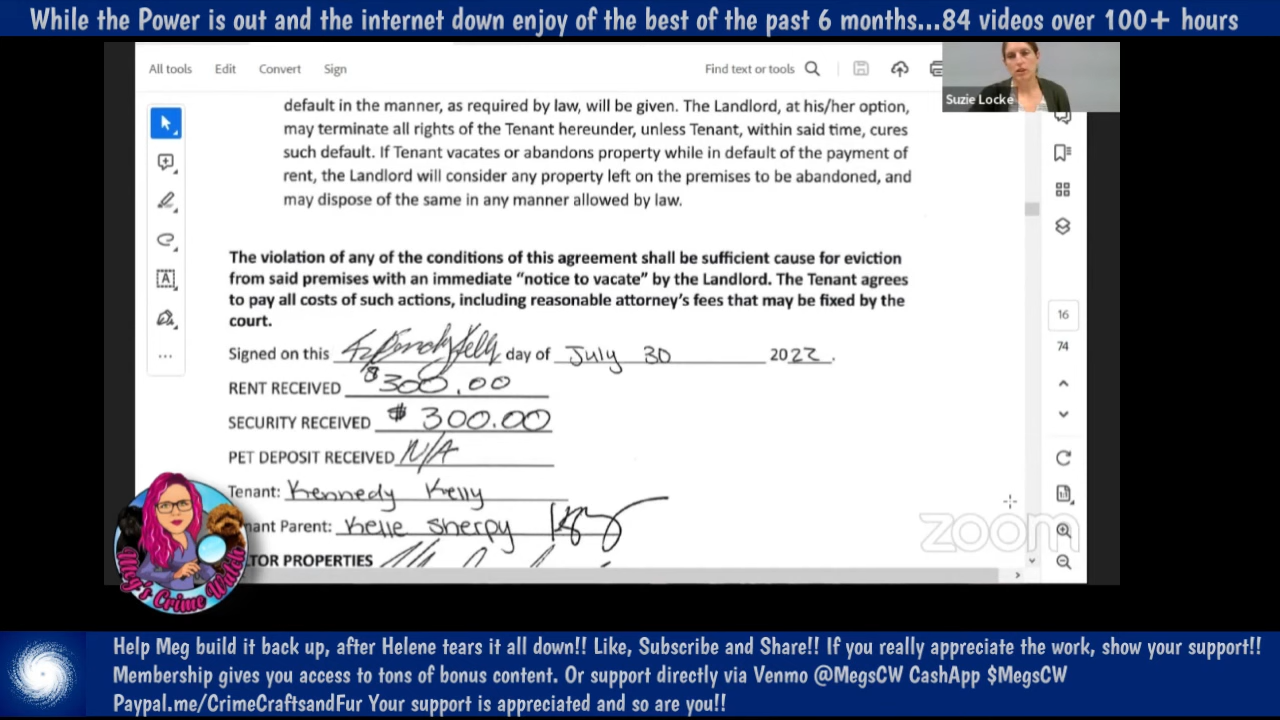 While the Power is out and the internet down enjoy of the best of the past 6 months...84 videos over 100+ hours
All tools Edit Convert Sign Find text or tools
Suzie Locke
default in the manner, as required by law, will be given. The Landlord, at his/her option,
may terminate all rights of the Tenant hereunder, unless Tenant, within said time, cures
such default. If Tenant vacates or abandons property while in default of the payment of
rent, the Landlord will consider any property left on the premises to be abandoned, and
may dispose of the same in any manner allowed by law.
The violation of any of the conditions of this agreement shall be sufficient cause for eviction
from said premises with an immediate “notice to vacate” by the Landlord. The Tenant agrees
to pay all costs of such actions, including reasonable attorney’s fees that may be fixed by the
court.
16
74
Signed on this day of July 30 2022.
RENT RECEIVED $300.00
SECURITY RECEIVED $300.00
PET DEPOSIT RECEIVED N/A
Tenant: Kennedy Kelly
nant Parent: Kelle Sherpy
TOR PROPERTIES
zoom
Meg's Crime Watch
Help Meg build it back up, after Helene tears it all down!! Like, Subscribe and Share!! If you really appreciate the work, show your support!!
Membership gives you access to tons of bonus content. Or support directly via Venmo @MegsCW CashApp $MegsCW
Paypal.me/CrimeCraftsandFur Your support is appreciated and so are you!!